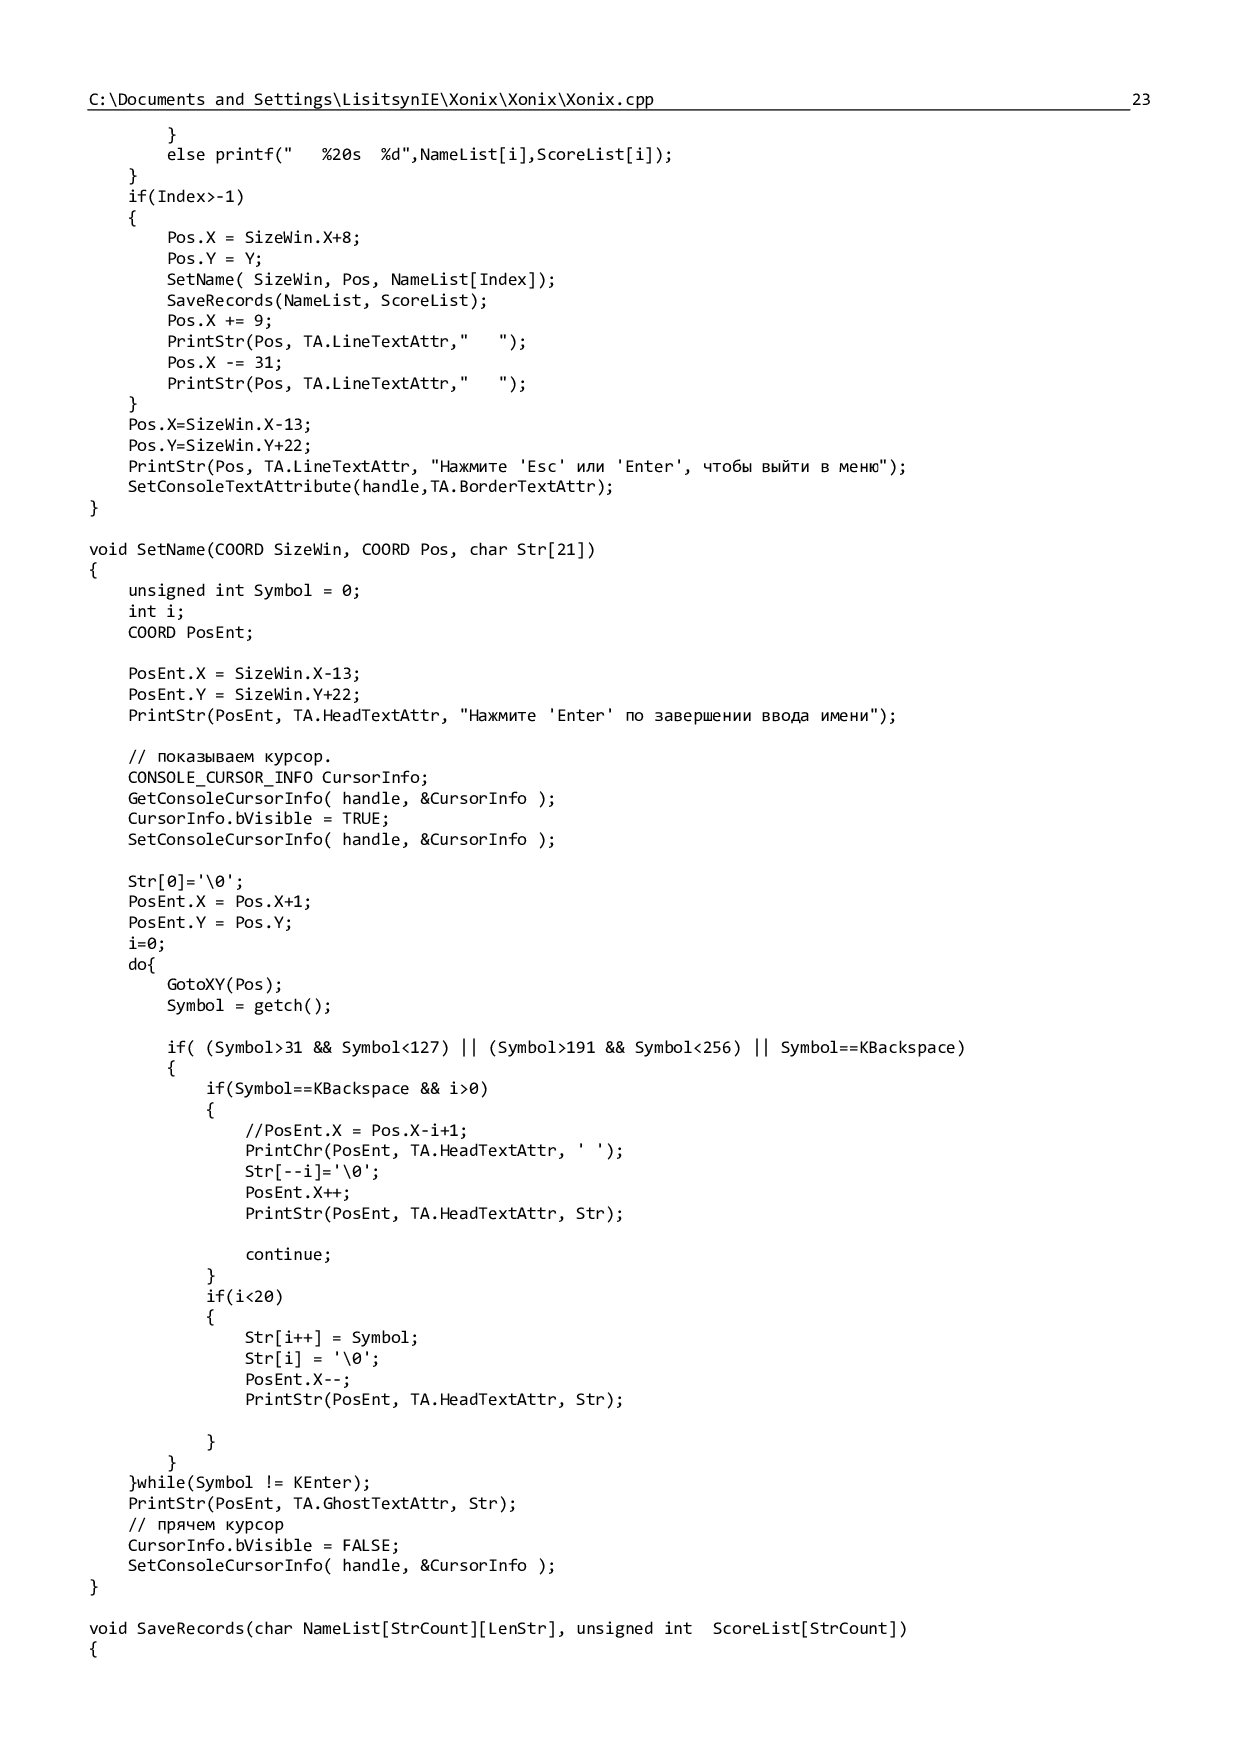 C:\Documents and Settings\LisitsynIE\Xonix\Xonix\Xonix.cpp 23
        }
        else printf("   %20s  %d",NameList[i],ScoreList[i]);
    }
    if(Index>-1)
    {
        Pos.X = SizeWin.X+8;
        Pos.Y = Y;
        SetName( SizeWin, Pos, NameList[Index]);
        SaveRecords(NameList, ScoreList);
        Pos.X += 9;
        PrintStr(Pos, TA.LineTextAttr,"   ");
        Pos.X -= 31;
        PrintStr(Pos, TA.LineTextAttr,"   ");
    }
    Pos.X=SizeWin.X-13;
    Pos.Y=SizeWin.Y+22;
    PrintStr(Pos, TA.LineTextAttr, "Нажмите 'Esc' или 'Enter', чтобы выйти в меню");
    SetConsoleTextAttribute(handle,TA.BorderTextAttr);
}

void SetName(COORD SizeWin, COORD Pos, char Str[21])
{
    unsigned int Symbol = 0;
    int i;
    COORD PosEnt;

    PosEnt.X = SizeWin.X-13;
    PosEnt.Y = SizeWin.Y+22;
    PrintStr(PosEnt, TA.HeadTextAttr, "Нажмите 'Enter' по завершении ввода имени");

    // показываем курсор.
    CONSOLE_CURSOR_INFO CursorInfo;
    GetConsoleCursorInfo( handle, &CursorInfo );
    CursorInfo.bVisible = TRUE;
    SetConsoleCursorInfo( handle, &CursorInfo );

    Str[0]='\0';
    PosEnt.X = Pos.X+1;
    PosEnt.Y = Pos.Y;
    i=0;
    do{
        GotoXY(Pos);
        Symbol = getch();

        if( (Symbol>31 && Symbol<127) || (Symbol>191 && Symbol<256) || Symbol==KBackspace)
        {
            if(Symbol==KBackspace && i>0)
            {
                //PosEnt.X = Pos.X-i+1;
                PrintChr(PosEnt, TA.HeadTextAttr, ' ');
                Str[--i]='\0';
                PosEnt.X++;
                PrintStr(PosEnt, TA.HeadTextAttr, Str);

                continue;
            }
            if(i<20)
            {
                Str[i++] = Symbol;
                Str[i] = '\0';
                PosEnt.X--;
                PrintStr(PosEnt, TA.HeadTextAttr, Str);

            }
        }
    }while(Symbol != KEnter);
    PrintStr(PosEnt, TA.GhostTextAttr, Str);
    // прячем курсор
    CursorInfo.bVisible = FALSE;
    SetConsoleCursorInfo( handle, &CursorInfo );
}

void SaveRecords(char NameList[StrCount][LenStr], unsigned int  ScoreList[StrCount])
{